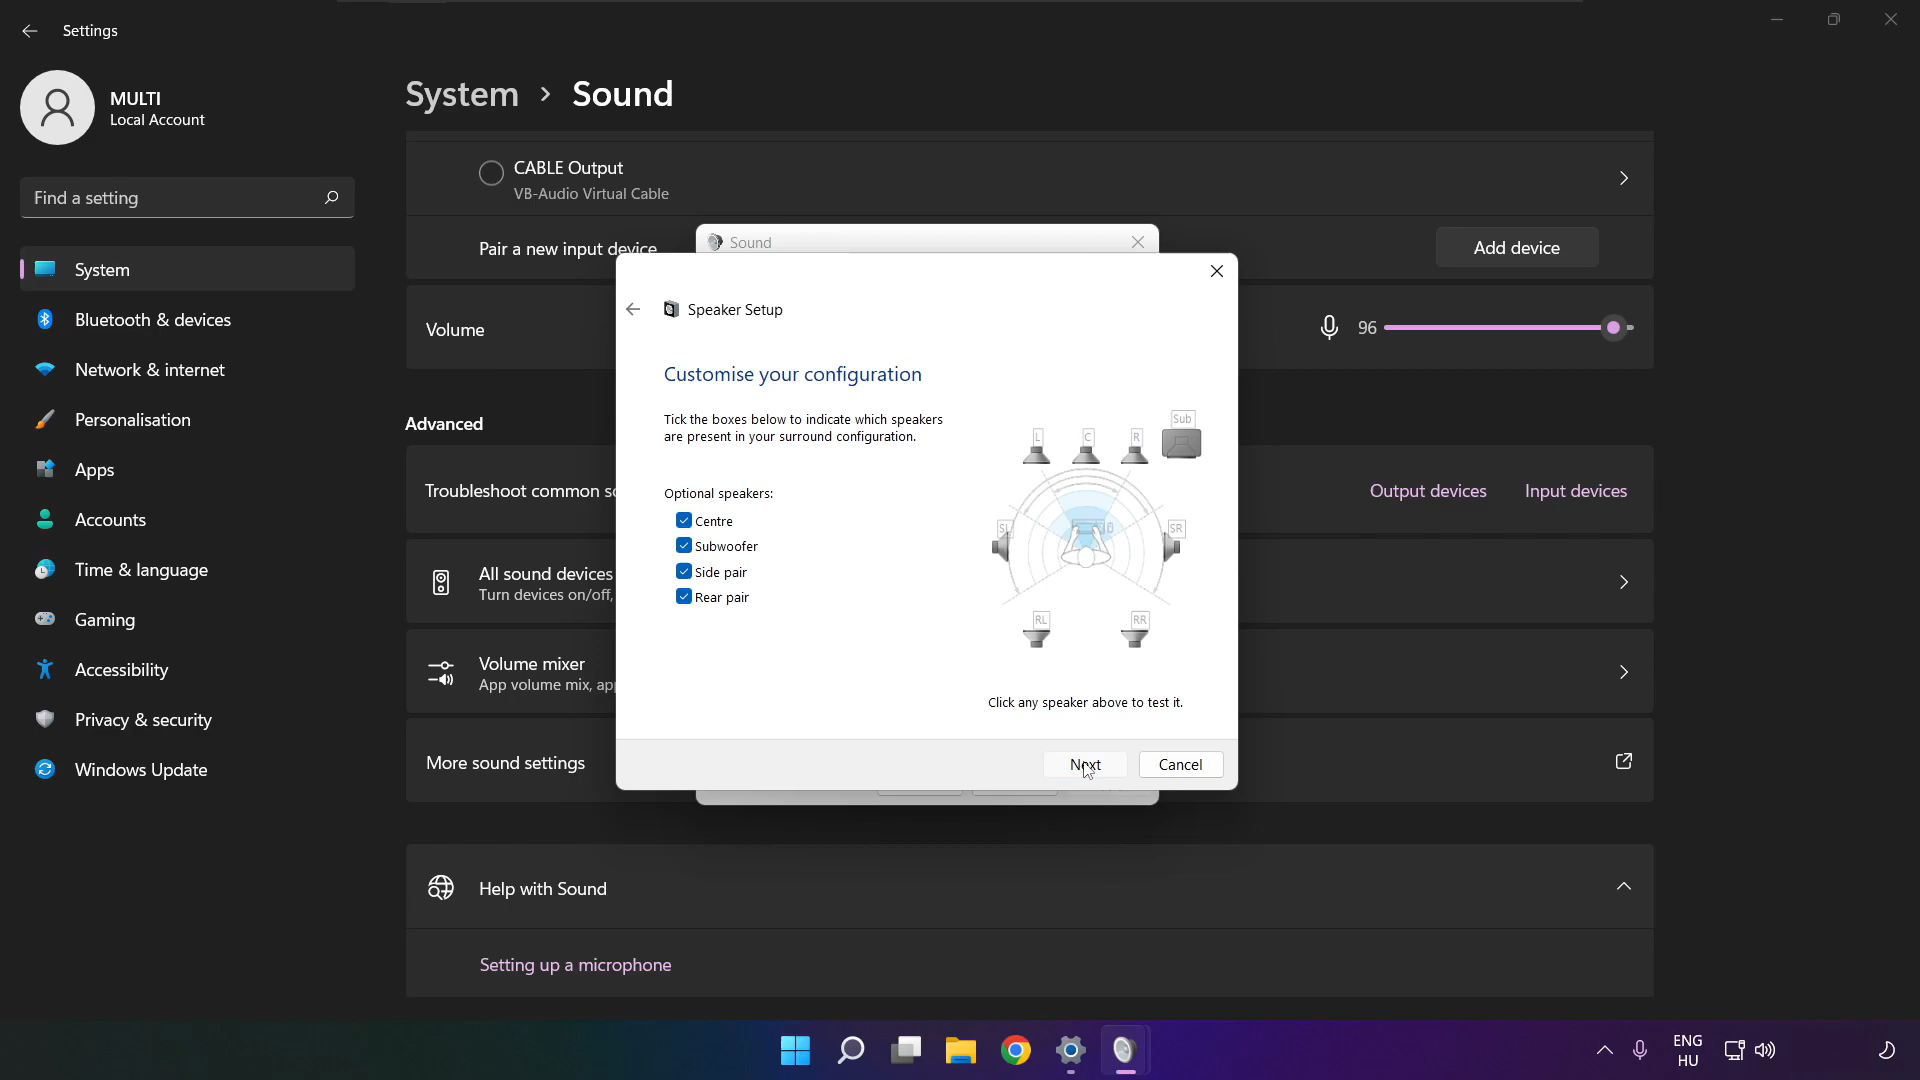 Settings
MULTI
Local Account
Find a setting
System
Bluetooth & devices
Network & internet
Personalisation
Apps
Accounts
Time & language
Gaming
Accessibility
Privacy & security
Windows Update
System › Sound
CABLE Output
VB-Audio Virtual Cable
Pair a new input device
Add device
Volume
96
Advanced
Troubleshoot common so
Output devices
Input devices
All sound devices
Turn devices on/off,
Volume mixer
App volume mix, app
More sound settings
Help with Sound
Setting up a microphone
Sound
Speaker Setup
Customise your configuration
Tick the boxes below to indicate which speakers
are present in your surround configuration.
Optional speakers:
Centre
Subwoofer
Side pair
Rear pair
L
C
R
Sub
SL
SR
RL
RR
Click any speaker above to test it.
Next
Cancel
ENG
HU